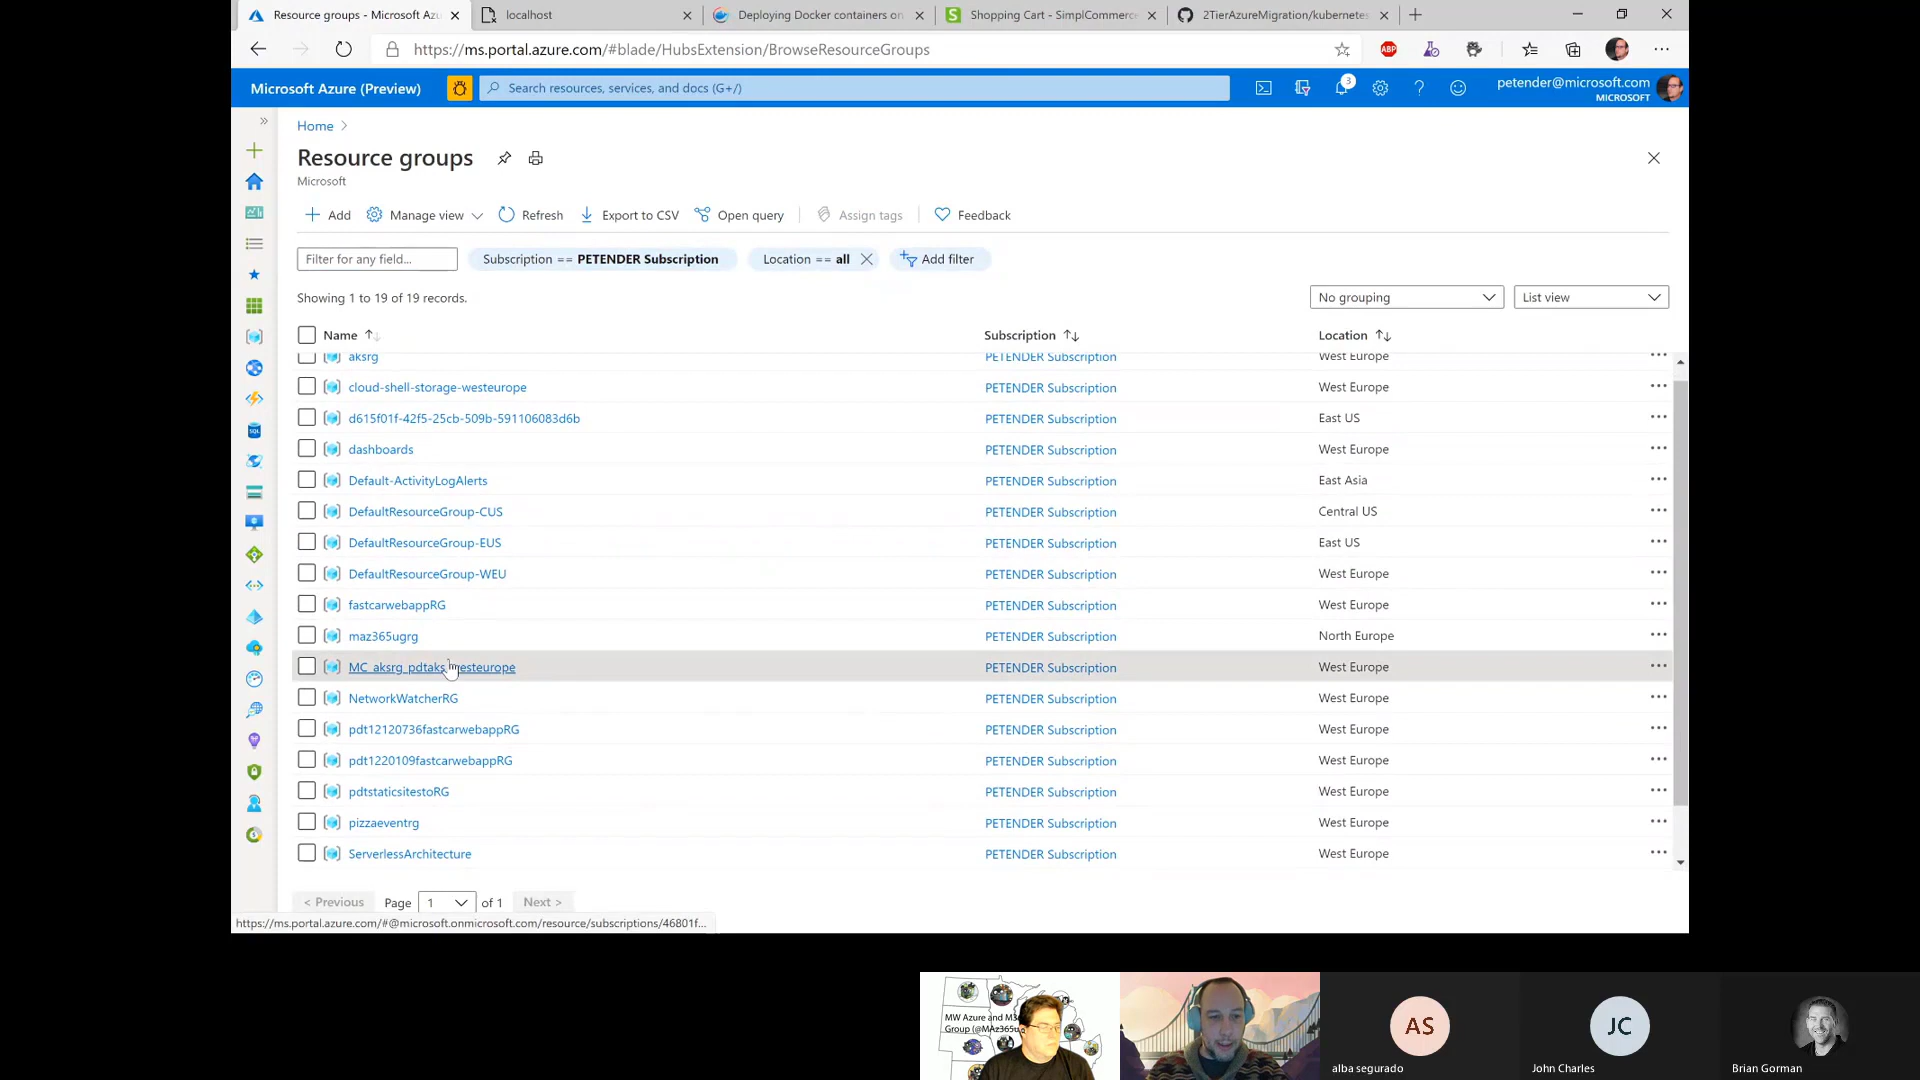 Resource groups - Microsoft Azu
localhost
Deploying Docker containers on
Shopping Cart - SimplCommerce
2TierAzureMigration/kubernetes
https://ms.portal.azure.com/#blade/HubsExtension/BrowseResourceGroups
ABP
Microsoft Azure (Preview)
Search resources, services, and docs (G+/)
3
petender@microsoft.com
MICROSOFT
Home
Resource groups
Microsoft
Add
Manage view
Refresh
Export to CSV
Open query
Assign tags
Feedback
Filter for any field...
Subscription == PETENDER Subscription
Location == all
Add filter
Showing 1 to 19 of 19 records.
No grouping
List view
Name Subscription Location
aksrg PETENDER Subscription West Europe
cloud-shell-storage-westeurope PETENDER Subscription West Europe
d615f01f-42f5-25cb-509b-591106083d6b PETENDER Subscription East US
dashboards PETENDER Subscription West Europe
Default-ActivityLogAlerts PETENDER Subscription East Asia
DefaultResourceGroup-CUS PETENDER Subscription Central US
DefaultResourceGroup-EUS PETENDER Subscription East US
DefaultResourceGroup-WEU PETENDER Subscription West Europe
fastcarwebappRG PETENDER Subscription West Europe
maz365ugrg PETENDER Subscription North Europe
MC_aksrg_pdtaks_westeurope PETENDER Subscription West Europe
NetworkWatcherRG PETENDER Subscription West Europe
pdt12120736fastcarwebappRG PETENDER Subscription West Europe
pdt1220109fastcarwebappRG PETENDER Subscription West Europe
pdtstaticsitestoRG PETENDER Subscription West Europe
pizzaeventrg PETENDER Subscription West Europe
ServerlessArchitecture PETENDER Subscription West Europe
< Previous Page 1 of 1 Next >
https://ms.portal.azure.com/#@microsoft.onmicrosoft.com/resource/subscriptions/46801f...
MW Azure and M3
Group (@MAz365u
AS
JC
alba segurado
John Charles
Brian Gorman